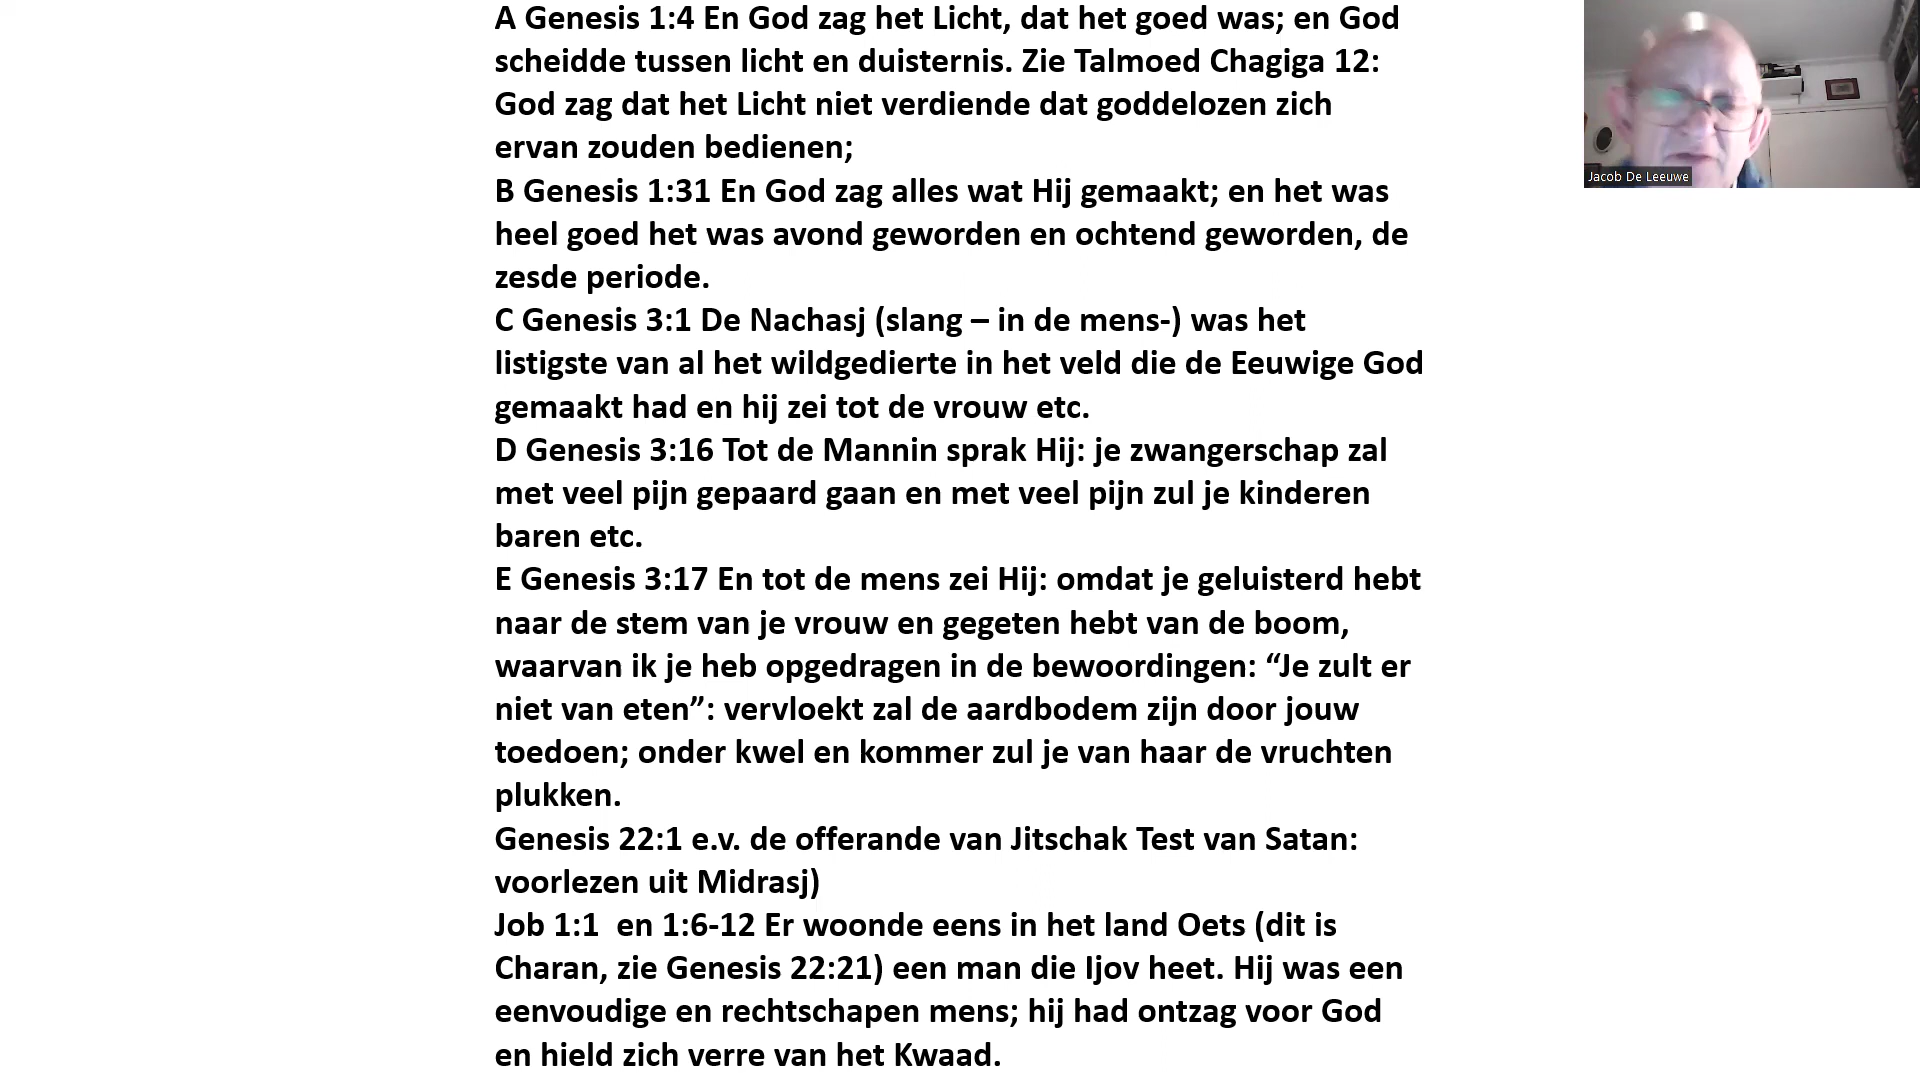 A Genesis 1:4 En God zag het Licht, dat het goed was; en God
scheidde tussen licht en duisternis. Zie Talmoed Chagiga 12:
God zag dat het Licht niet verdiende dat goddelozen zich
ervan zouden bedienen;
B Genesis 1:31 En God zag alles wat Hij gemaakt; en het was
heel goed het was avond geworden en ochtend geworden, de
zesde periode.
C Genesis 3:1 De Nachasj (slang – in de mens-) was het
listigste van al het wildgedierte in het veld die de Eeuwige God
gemaakt had en hij zei tot de vrouw etc.
D Genesis 3:16 Tot de Mannin sprak Hij: je zwangerschap zal
met veel pijn gepaard gaan en met veel pijn zul je kinderen
baren etc.
E Genesis 3:17 En tot de mens zei Hij: omdat je geluisterd hebt
naar de stem van je vrouw en gegeten hebt van de boom,
waarvan ik je heb opgedragen in de bewoordingen: “Je zult er
niet van eten”: vervloekt zal de aardbodem zijn door jouw
toedoen; onder kwel en kommer zul je van haar de vruchten
plukken.
Genesis 22:1 e.v. de offerande van Jitschak Test van Satan:
voorlezen uit Midrasj)
Job 1:1  en 1:6-12 Er woonde eens in het land Oets (dit is
Charan, zie Genesis 22:21) een man die Ijov heet. Hij was een
eenvoudige en rechtschapen mens; hij had ontzag voor God
en hield zich verre van het Kwaad.
Jacob De Leeuwe